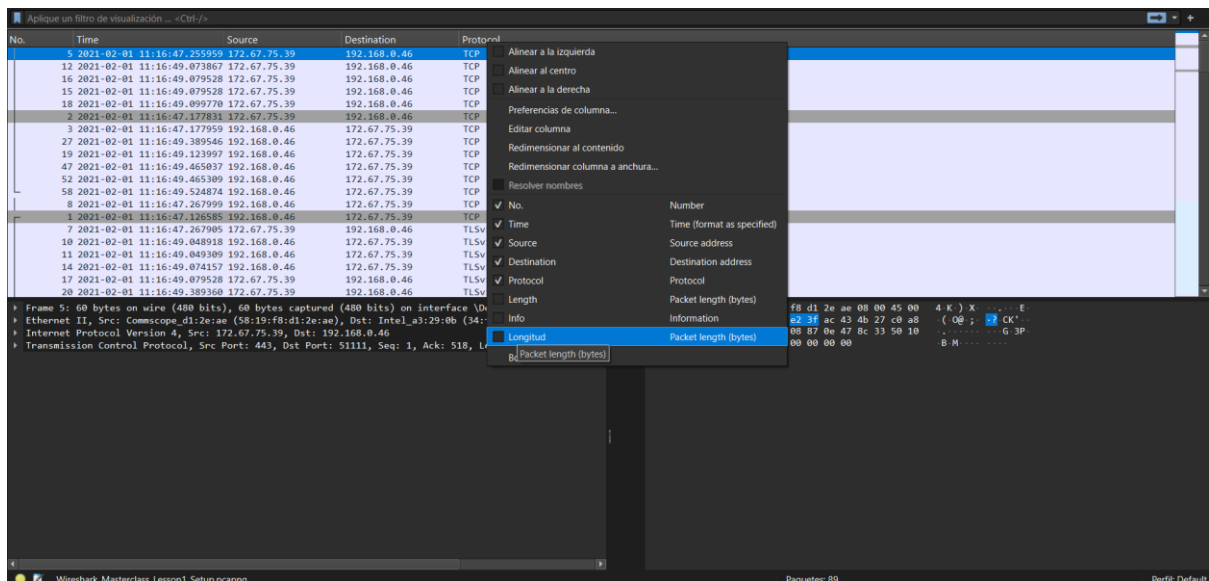 Aplique un filtro de visualización ... <Ctrl-/>
No. Time Source Destination Protocol
5 2021-02-01 11:16:47.255959 172.67.75.39 192.168.0.46 TCP
12 2021-02-01 11:16:49.073867 172.67.75.39 192.168.0.46 TCP
16 2021-02-01 11:16:49.079528 172.67.75.39 192.168.0.46 TCP
15 2021-02-01 11:16:49.079528 172.67.75.39 192.168.0.46 TCP
18 2021-02-01 11:16:49.099770 172.67.75.39 192.168.0.46 TCP
2 2021-02-01 11:16:47.177831 172.67.75.39 192.168.0.46 TCP
3 2021-02-01 11:16:47.177959 192.168.0.46 172.67.75.39 TCP
27 2021-02-01 11:16:49.389546 192.168.0.46 172.67.75.39 TCP
19 2021-02-01 11:16:49.123997 192.168.0.46 172.67.75.39 TCP
47 2021-02-01 11:16:49.465037 192.168.0.46 172.67.75.39 TCP
52 2021-02-01 11:16:49.465309 192.168.0.46 172.67.75.39 TCP
58 2021-02-01 11:16:49.524874 192.168.0.46 172.67.75.39 TCP
8 2021-02-01 11:16:47.267999 192.168.0.46 172.67.75.39 TCP
1 2021-02-01 11:16:47.126585 192.168.0.46 172.67.75.39 TCP
7 2021-02-01 11:16:47.267905 172.67.75.39 192.168.0.46 TLSv
10 2021-02-01 11:16:49.048918 192.168.0.46 172.67.75.39 TLSv
11 2021-02-01 11:16:49.049309 192.168.0.46 172.67.75.39 TLSv
14 2021-02-01 11:16:49.074157 192.168.0.46 172.67.75.39 TLSv
17 2021-02-01 11:16:49.079528 172.67.75.39 192.168.0.46 TLSv
20 2021-02-01 11:16:49.389360 192.168.0.46 172.67.75.39 TLSv
Alinear a la izquierda
Alinear al centro
Alinear a la derecha
Preferencias de columna...
Editar columna
Redimensionar al contenido
Redimensionar columna a anchura...
Resolver nombres
No. Number
Time Time (format as specified)
Source Source address
Destination Destination address
Protocol Protocol
Length Packet length (bytes)
Info Information
Longitud Packet length (bytes)
Packet length (bytes)
Frame 5: 60 bytes on wire (480 bits), 60 bytes captured (480 bits) on interface \De
Ethernet II, Src: Commscope_d1:2e:ae (58:19:f8:d1:2e:ae), Dst: Intel_a3:29:0b (34:
Internet Protocol Version 4, Src: 172.67.75.39, Dst: 192.168.0.46
Transmission Control Protocol, Src Port: 443, Dst Port: 51111, Seq: 1, Ack: 518, Le
f8 d1 2e ae 08 00 45 00 4·K·)·X· ··.···E·
e2 3f ac 43 4b 27 c0 a8 ·(·O@·;· ·?·CK'··
08 87 0e 47 8c 33 50 10 ·.······ ···G·3P·
00 00 00 00 ·B·M···· ····
Wireshark_Masterclass_Lesson1_Setup.pcapng
Paquetes: 89
Perfil: Default